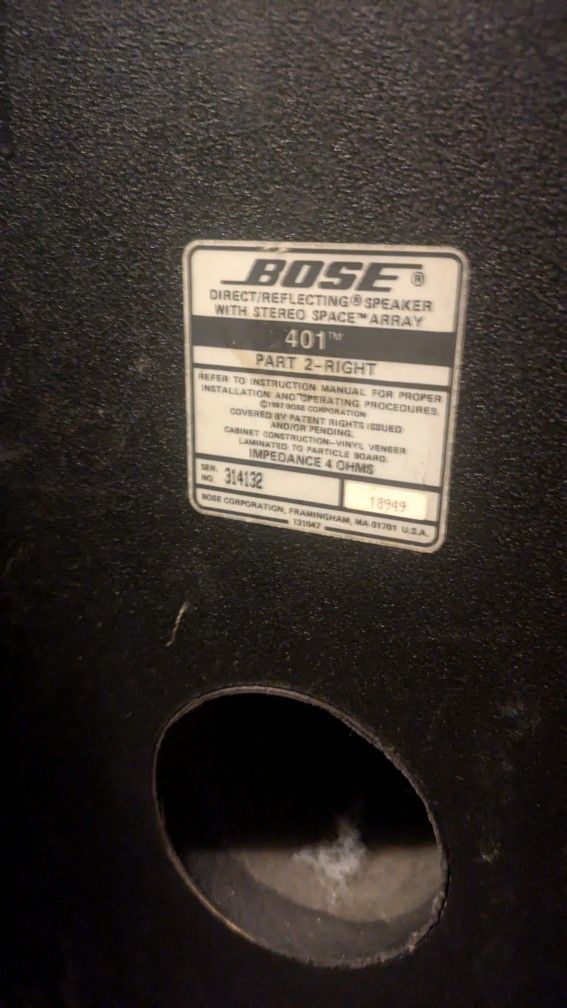 BOSE ®
DIRECT/REFLECTING® SPEAKER
WITH STEREO SPACE™ ARRAY
401™
PART 2-RIGHT
REFER TO INSTRUCTION MANUAL FOR PROPER
INSTALLATION AND OPERATING PROCEDURES.
©1987 BOSE CORPORATION
COVERED BY PATENT RIGHTS ISSUED
AND/OR PENDING.
CABINET CONSTRUCTION-VINYL VENEER
LAMINATED TO PARTICLE BOARD.
IMPEDANCE 4 OHMS
SER. NO. 314132
18949
BOSE CORPORATION, FRAMINGHAM, MA 01701 U.S.A.
131047